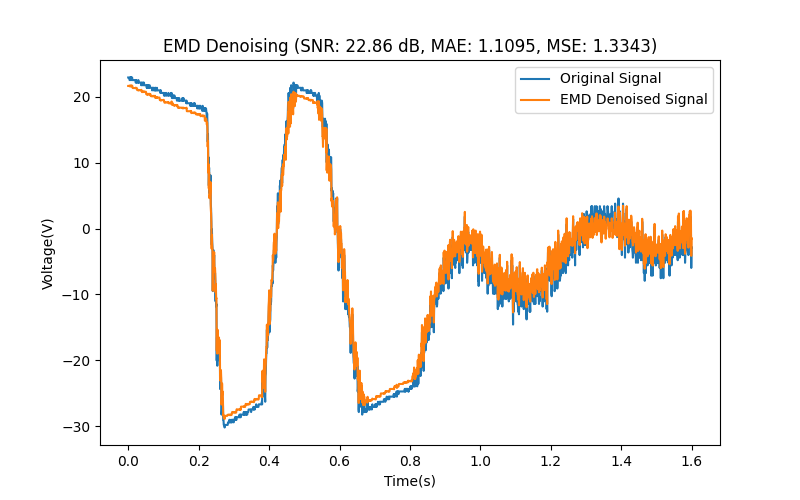 EMD Denoising (SNR: 22.86 dB, MAE: 1.1095, MSE: 1.3343)
Original Signal
EMD Denoised Signal
20
10
0
−10
−20
−30
Voltage(V)
0.0 0.2 0.4 0.6 0.8 1.0 1.2 1.4 1.6
Time(s)